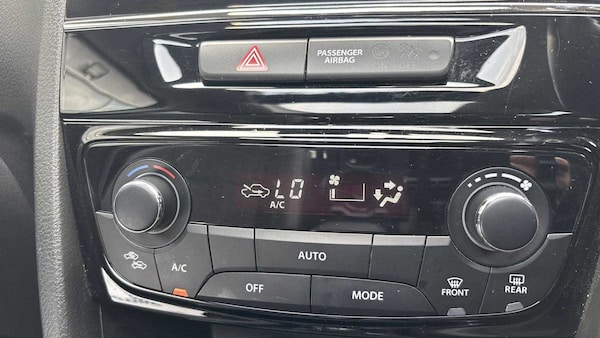 PASSENGER
AIRBAG
LO
A/C
AUTO
A/C
OFF
MODE
FRONT
REAR